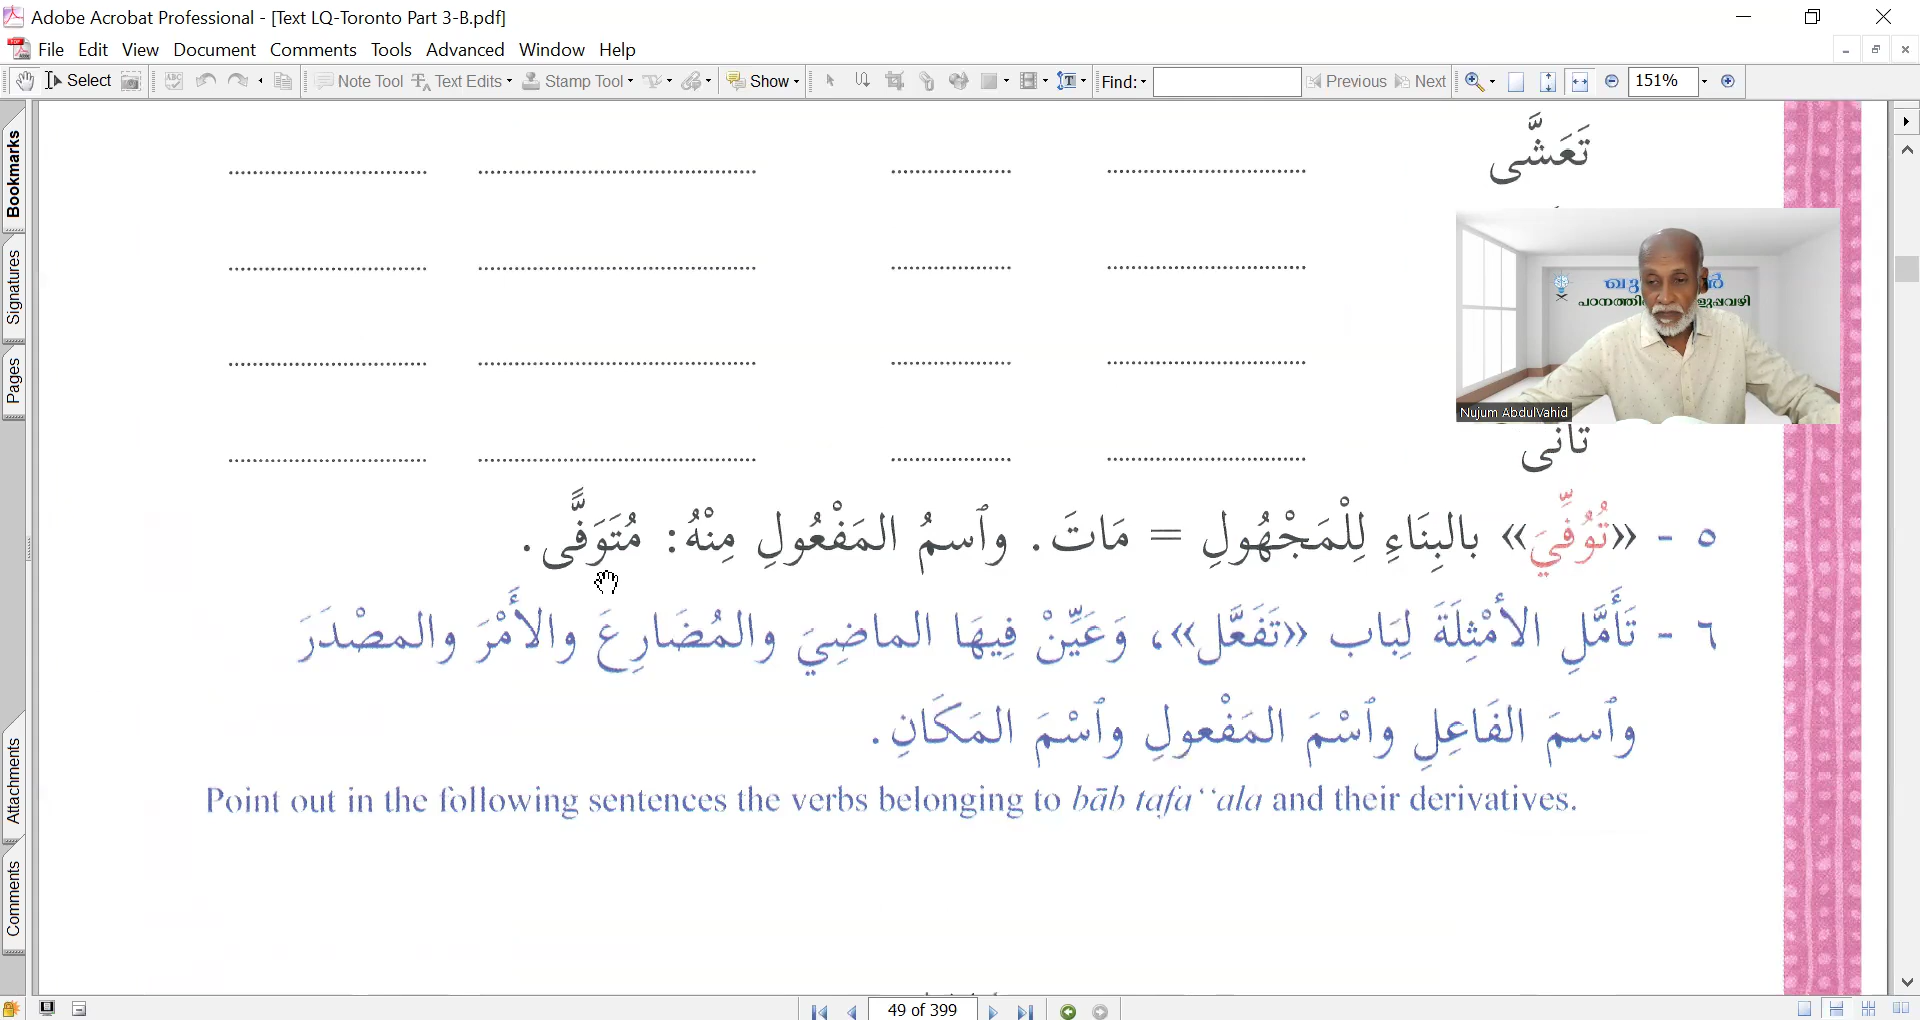 Adobe Acrobat Professional - [Text LQ-Toronto Part 3-B.pdf]
File Edit View Document Comments Tools Advanced Window Help
Select Note Tool Text Edits Stamp Tool Show Find: Previous Next 151%
Bookmarks
Signatures
Pages
Attachments
Comments
تَعَشَّى
Nujum AbdulVahid
تَأَنَّى
٥ - «تُوُفِّيَ» بالبِنَاءِ لِلْمَجْهُولِ = مَاتَ. وٱسمُ المَفْعُولِ مِنْهُ: مُتَوَفًّى.
٦ - تَأَمَّلِ الأمْثِلَةَ لِبَاب «تَفَعَّل»، وَعَيِّنْ فِيهَا الماضِيَ والمُضَارِعَ والأَمْرَ والمصْدَرَ
وٱسمَ الفَاعِلِ وٱسْمَ المَفْعولِ وٱسْمَ المَكَانِ.
Point out in the following sentences the verbs belonging to bāb tafa‘‘ala and their derivatives.
49 of 399